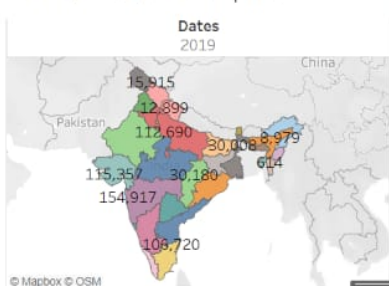 Dates
2019
China
15,915
12,899
Pakistan
112,690
30,008
8,979
614
115,357
30,180
154,917
106,720
© Mapbox © OSM